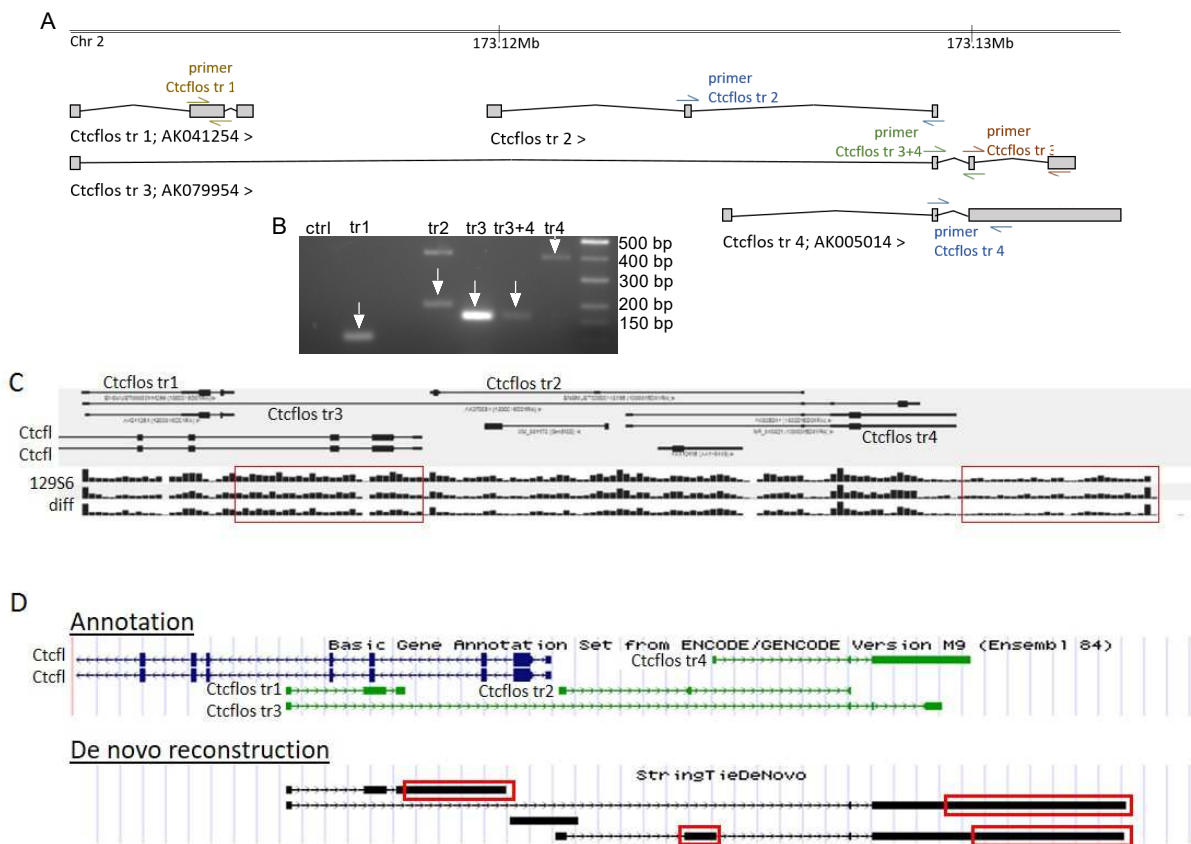 A
Chr 2
173.12Mb
173.13Mb
primer
Ctcflos tr 1
primer
Ctcflos tr 2
Ctcflos tr 1; AK041254 >
Ctcflos tr 2 >
primer
Ctcflos tr 3+4
primer
Ctcflos tr
Ctcflos tr 3; AK079954 >
Ctcflos tr 4; AK005014 >
primer
Ctcflos tr 4
B
ctrl tr1 tr2 tr3 tr3+4 tr4
500 bp
400 bp
300 bp
200 bp
150 bp
C
Ctcflos tr1
Ctcflos tr2
Ctcflos tr3
Ctcflos tr4
Ctcfl
Ctcfl
129S6
diff
D
Annotation
Basic Gene Annotation Set from ENCODE/GENCODE Version M9 (Ensembl 84)
Ctcfl
Ctcflos tr4
Ctcfl
Ctcflos tr1
Ctcflos tr2
Ctcflos tr3
De novo reconstruction
StringTieDeNovo